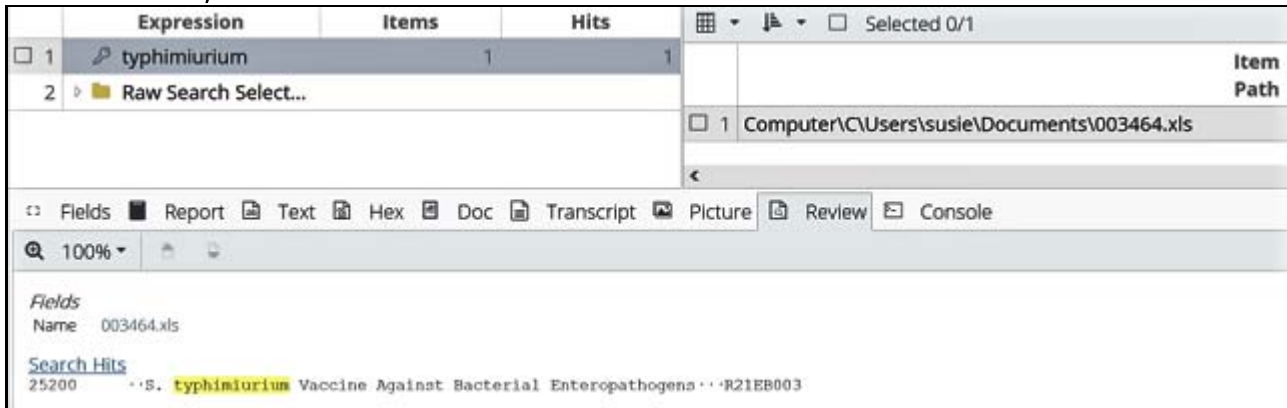 Expression Items Hits
1 typhimiurium 1 1
2 Raw Search Select...
Selected 0/1
Item
Path
1 Computer\C\Users\susie\Documents\003464.xls
Fields Report Text Hex Doc Transcript Picture Review Console
100%
Fields
Name 003464.xls
Search Hits
25200 ··S. typhimiurium Vaccine Against Bacterial Enteropathogens···R21EB003